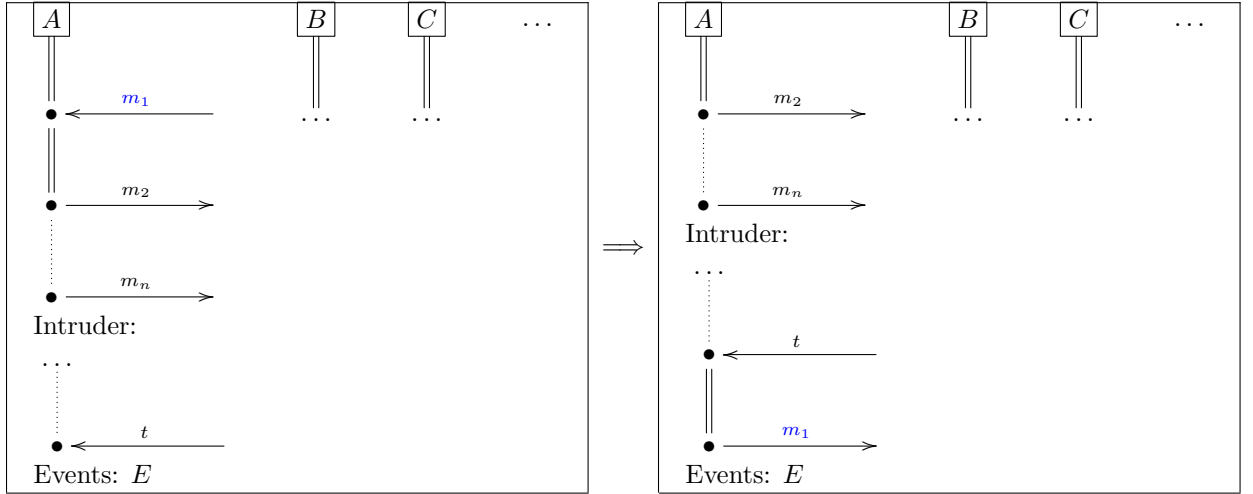 A B C ... A B C ...
m₁ m₂
... ... ... ...
m₂ mₙ
Intruder:
⟹
mₙ ...
Intruder:
... t
t m₁
Events: E Events: E